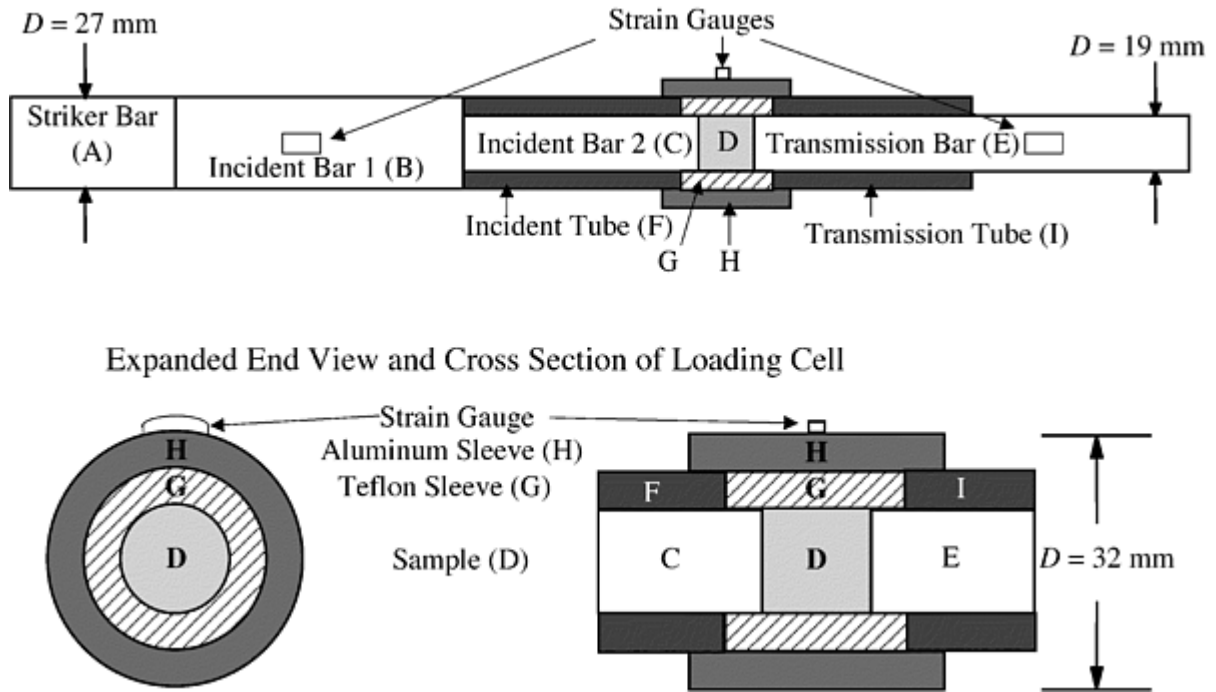 D = 27 mm
Strain Gauges
D = 19 mm
Striker Bar
(A)
Incident Bar 1 (B)
Incident Bar 2 (C)
D
Transmission Bar (E)
Incident Tube (F)
Transmission Tube (I)
G
H
Expanded End View and Cross Section of Loading Cell
Strain Gauge
Aluminum Sleeve (H)
Teflon Sleeve (G)
Sample (D)
H
G
D
H
F
G
I
C
D
E
D = 32 mm